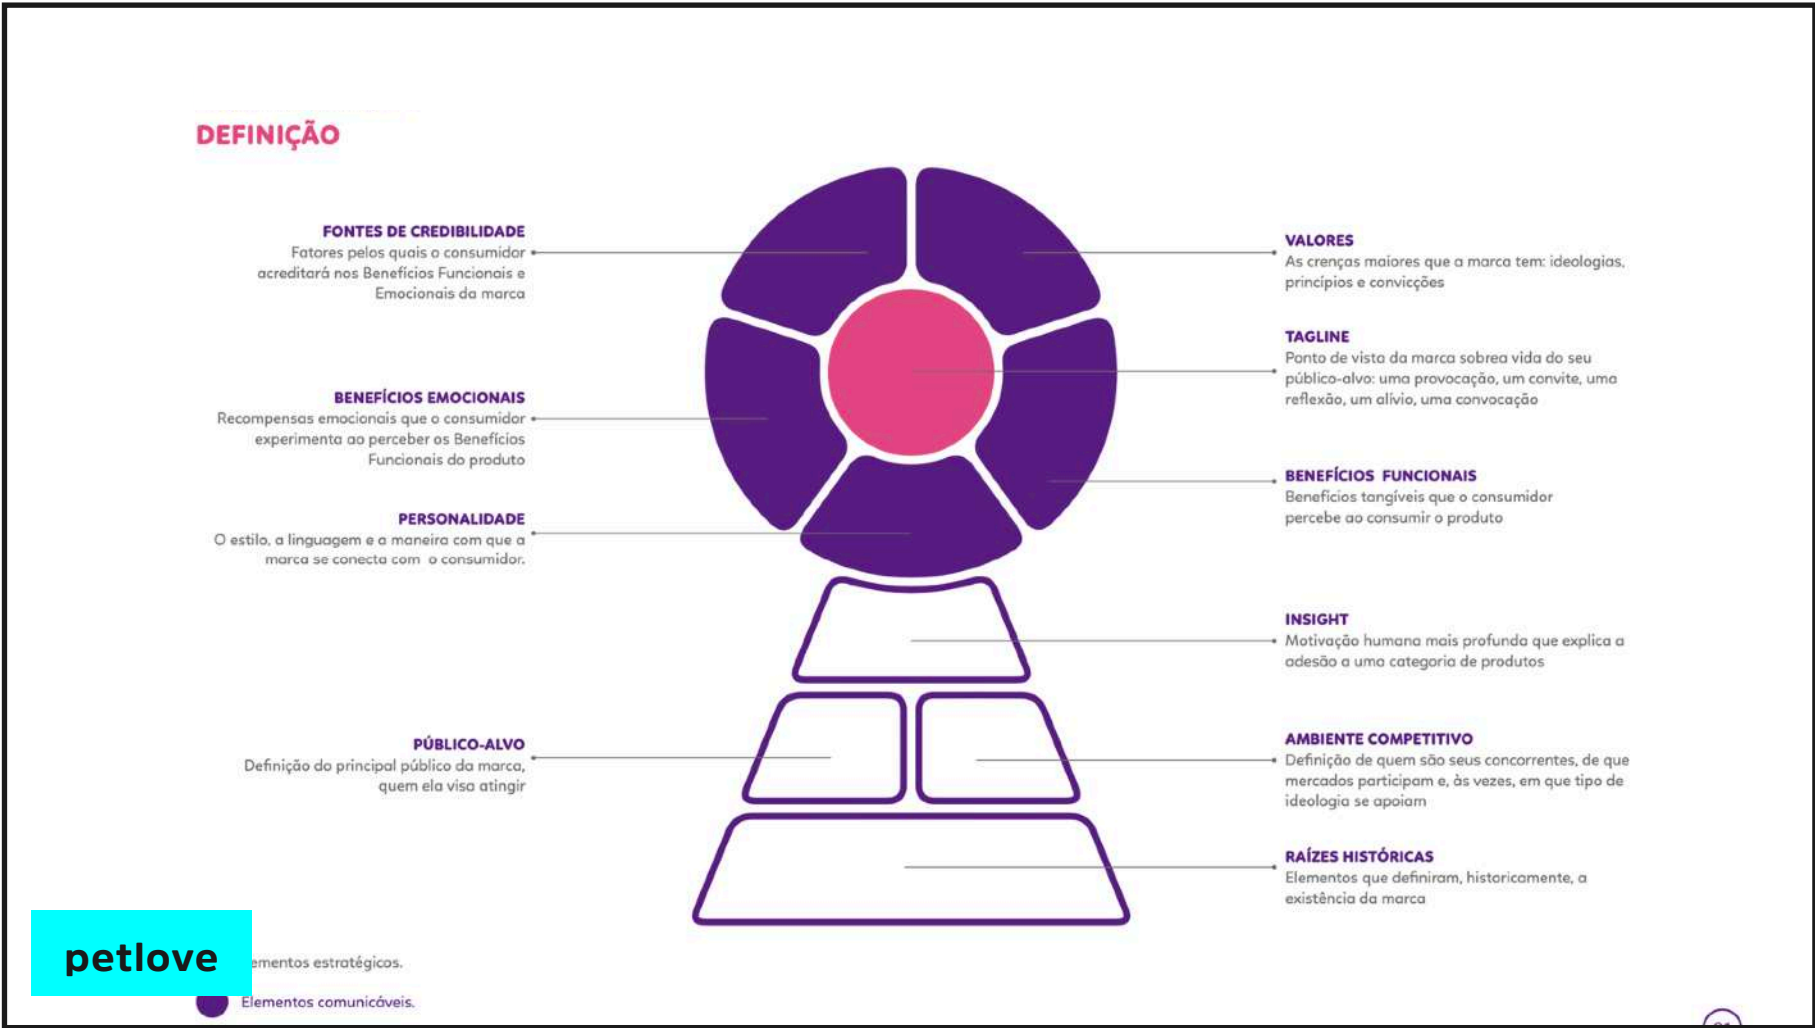 DEFINIÇÃO
FONTES DE CREDIBILIDADE
Fatores pelos quais o consumidor
acreditará nos Benefícios Funcionais e
Emocionais da marca
BENEFÍCIOS EMOCIONAIS
Recompensas emocionais que o consumidor
experimenta ao perceber os Benefícios
Funcionais do produto
PERSONALIDADE
O estilo, a linguagem e a maneira com que a
marca se conecta com o consumidor.
PÚBLICO-ALVO
Definição do principal público da marca,
quem ela visa atingir
VALORES
As crenças maiores que a marca tem: ideologias,
princípios e convicções
TAGLINE
Ponto de vista da marca sobrea vida do seu
público-alvo: uma provocação, um convite, uma
reflexão, um alívio, uma convocação
BENEFÍCIOS FUNCIONAIS
Benefícios tangíveis que o consumidor
percebe ao consumir o produto
INSIGHT
Motivação humana mais profunda que explica a
adesão a uma categoria de produtos
AMBIENTE COMPETITIVO
Definição de quem são seus concorrentes, de que
mercados participam e, às vezes, em que tipo de
ideologia se apoiam
RAÍZES HISTÓRICAS
Elementos que definiram, historicamente, a
existência da marca
petlove
ementos estratégicos.
Elementos comunicáveis.